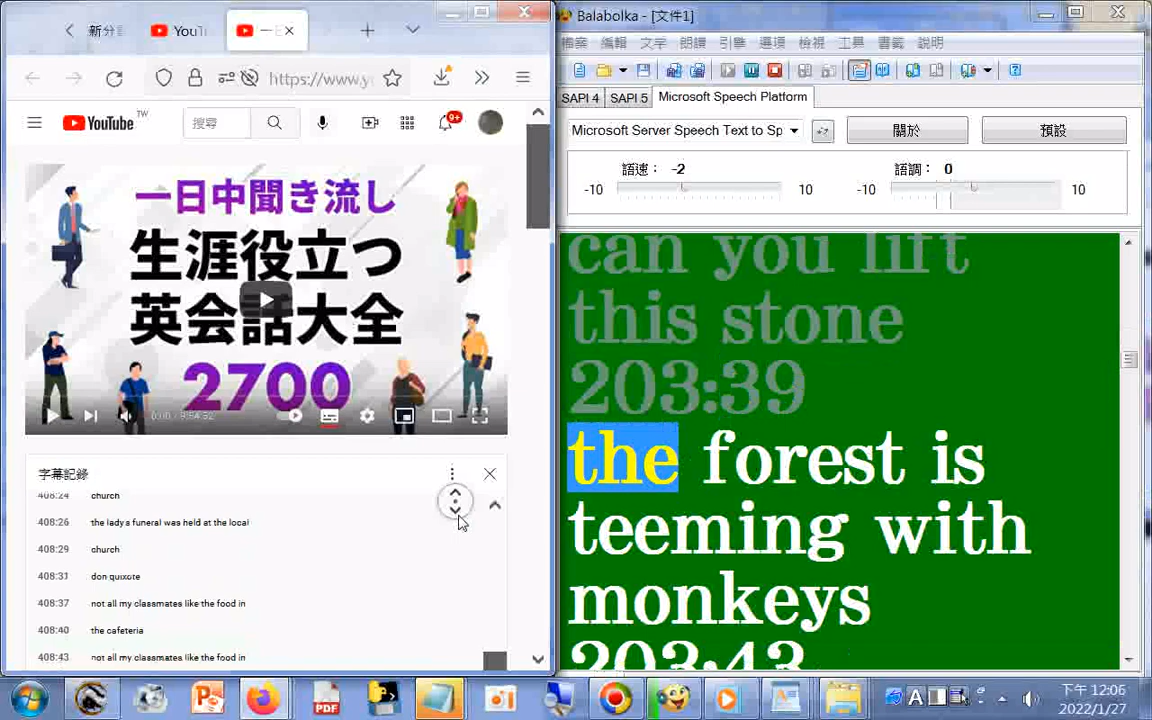 新分
YouT
一
https://www.y
YouTube TW
搜尋
9+
一日中聞き流し
生涯役立つ
英会話大全
2700
字幕記錄
408:24 church
408:26 the lady s funeral was held at the local
408:29 church
408:31 don quixote
408:37 not all my classmates like the food in
408:40 the cafeteria
408:43 not all my classmates like the food in
Balabolka - [文件1]
檔案 編輯 文字 朗讀 引擎 選項 檢視 工具 書籤 說明
SAPI 4 SAPI 5 Microsoft Speech Platform
Microsoft Server Speech Text to Sp
關於 預設
語速： -2 語調： 0
-10 10 -10 10
can you lift
this stone
203:39
the forest is
teeming with
monkeys
203:43
PDF
A
下午 12:06
2022/1/27